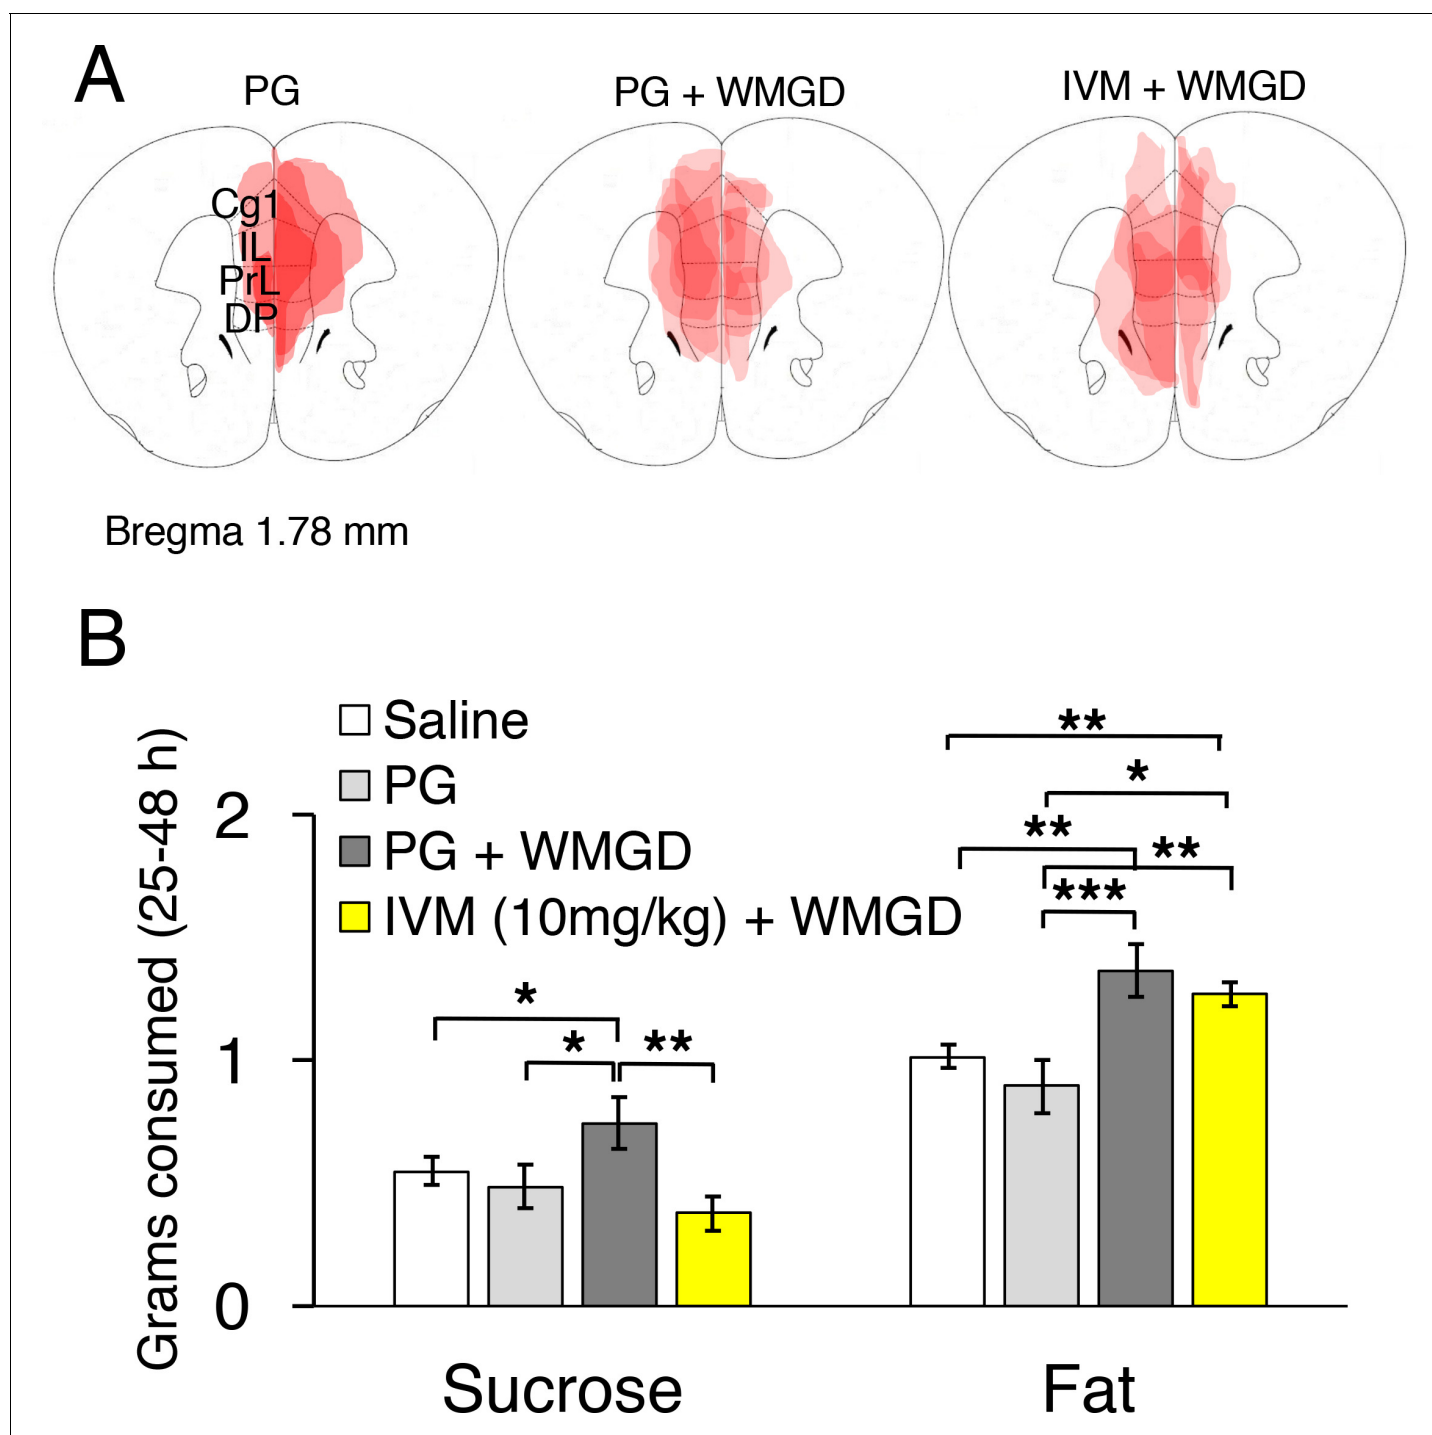 A
PG
PG + WMGD
IVM + WMGD
Cg1
IL
PrL
DP
Bregma 1.78 mm
B
Saline
PG
PG + WMGD
IVM (10mg/kg) + WMGD
Grams consumed (25-48 h)
2
1
0
**
*
**
**
***
*
*
**
Sucrose
Fat